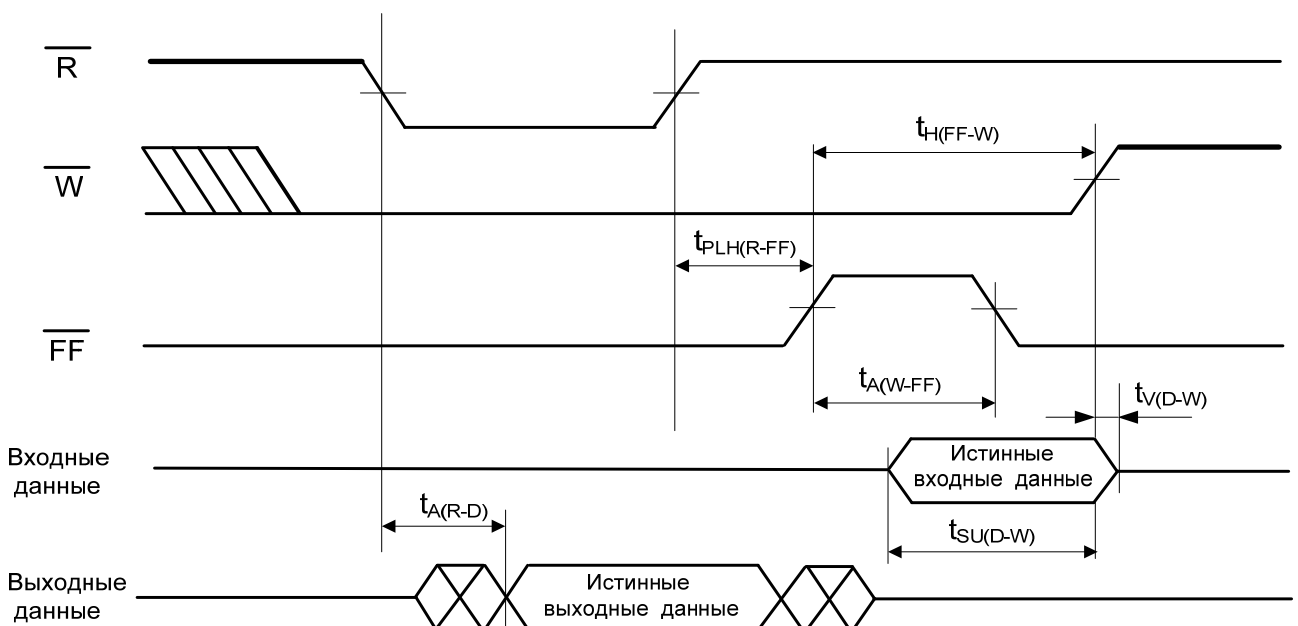 R
tH(FF-W)
W
tPLH(R-FF)
FF
tA(W-FF)
tV(D-W)
Входные
данные
Истинные
входные данные
tA(R-D)
tSU(D-W)
Выходные
данные
Истинные
выходные данные